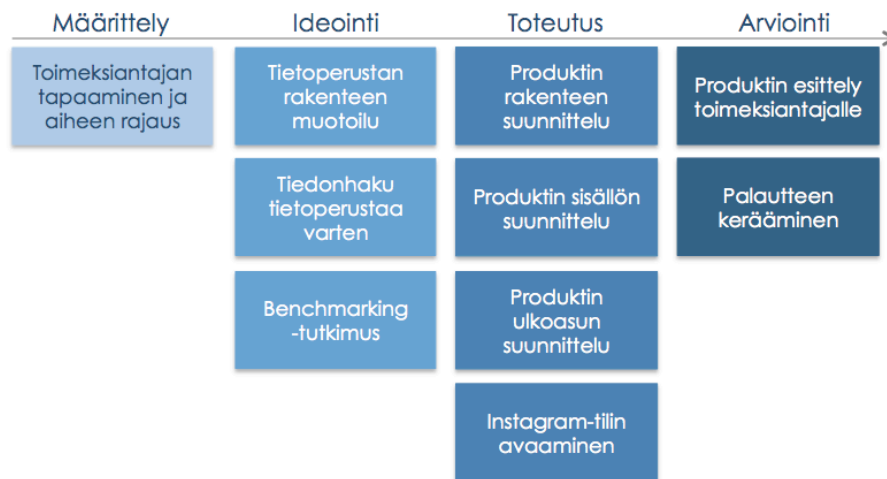 Määrittely
Ideointi
Toteutus
Arviointi
Toimeksiantajan
tapaaminen ja
aiheen rajaus
Tietoperustan
rakenteen
muotoilu
Tiedonhaku
tietoperustaa
varten
Benchmarking
-tutkimus
Produktin
rakenteen
suunnittelu
Produktin sisällön
suunnittelu
Produktin
ulkoasun
suunnittelu
Instagram-tilin
avaaminen
Produktin esittely
toimeksiantajalle
Palautteen
kerääminen